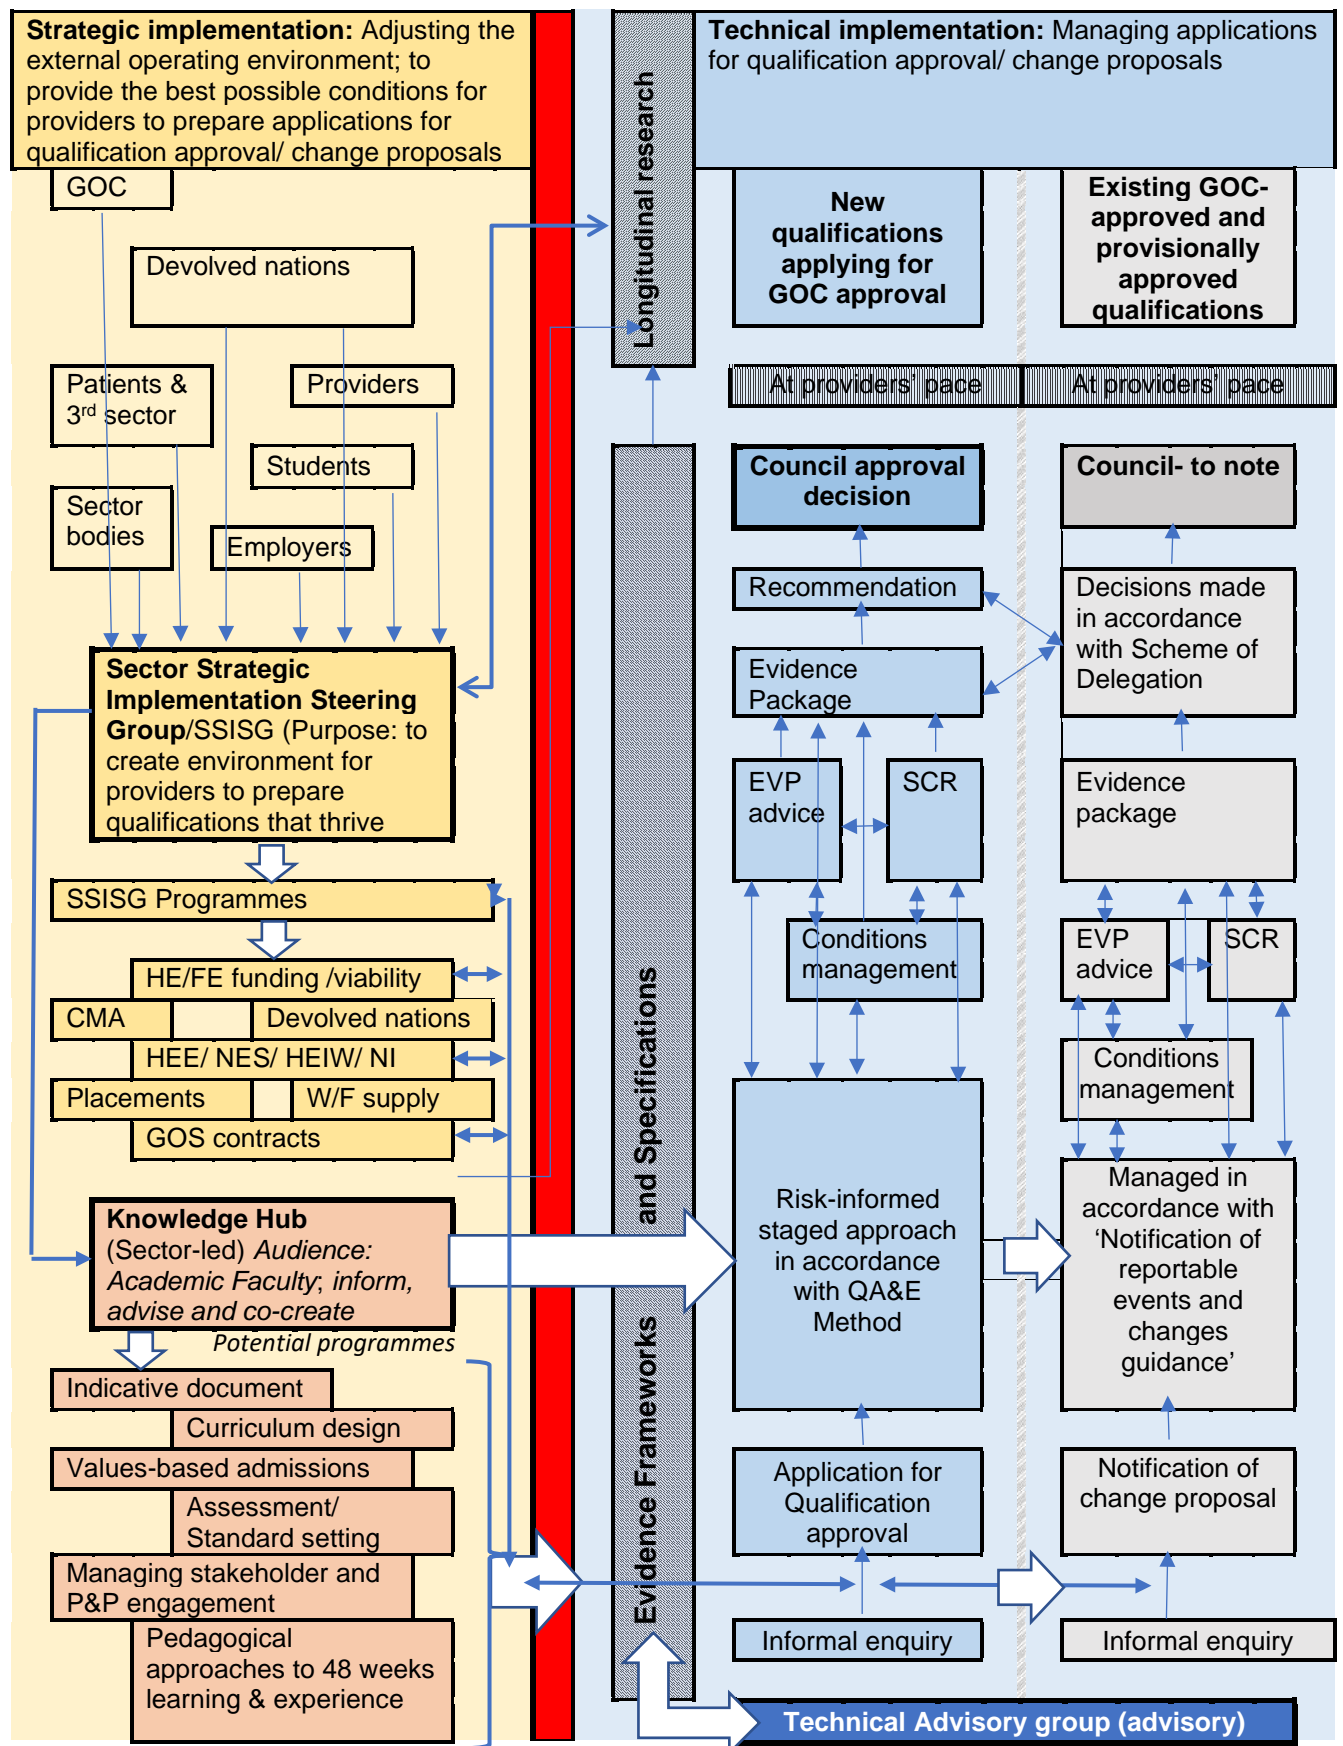 Strategic implementation: Adjusting the
external operating environment; to
provide the best possible conditions for
providers to prepare applications for
qualification approval/ change proposals
GOC
Devolved nations
Patients &
3rd sector
Providers
Students
Sector
bodies
Employers
Sector Strategic
Implementation Steering
Group/SSISG (Purpose: to
create environment for
providers to prepare
qualifications that thrive
SSISG Programmes
HE/FE funding /viability
CMA
Devolved nations
HEE/ NES/ HEIW/ NI
Placements
W/F supply
GOS contracts
Knowledge Hub
(Sector-led) Audience:
Academic Faculty; inform,
advise and co-create
Potential programmes
Indicative document
Curriculum design
Values-based admissions
Assessment/
Standard setting
Managing stakeholder and
P&P engagement
Pedagogical
approaches to 48 weeks
learning & experience
Longitudinal research
Evidence Frameworks and Specifications
Technical implementation: Managing applications
for qualification approval/ change proposals
New
qualifications
applying for
GOC approval
At providers' pace
Council approval
decision
Recommendation
Evidence
Package
EVP
advice
SCR
Conditions
management
Risk-informed
staged approach
in accordance
with QA&E
Method
Application for
Qualification
approval
Informal enquiry
Existing GOC-
approved and
provisionally
approved
qualifications
At providers' pace
Council- to note
Decisions made
in accordance
with Scheme of
Delegation
Evidence
package
EVP
advice
SCR
Conditions
management
Managed in
accordance with
‘Notification of
reportable
events and
changes
guidance’
Notification of
change proposal
Informal enquiry
Technical Advisory group (advisory)